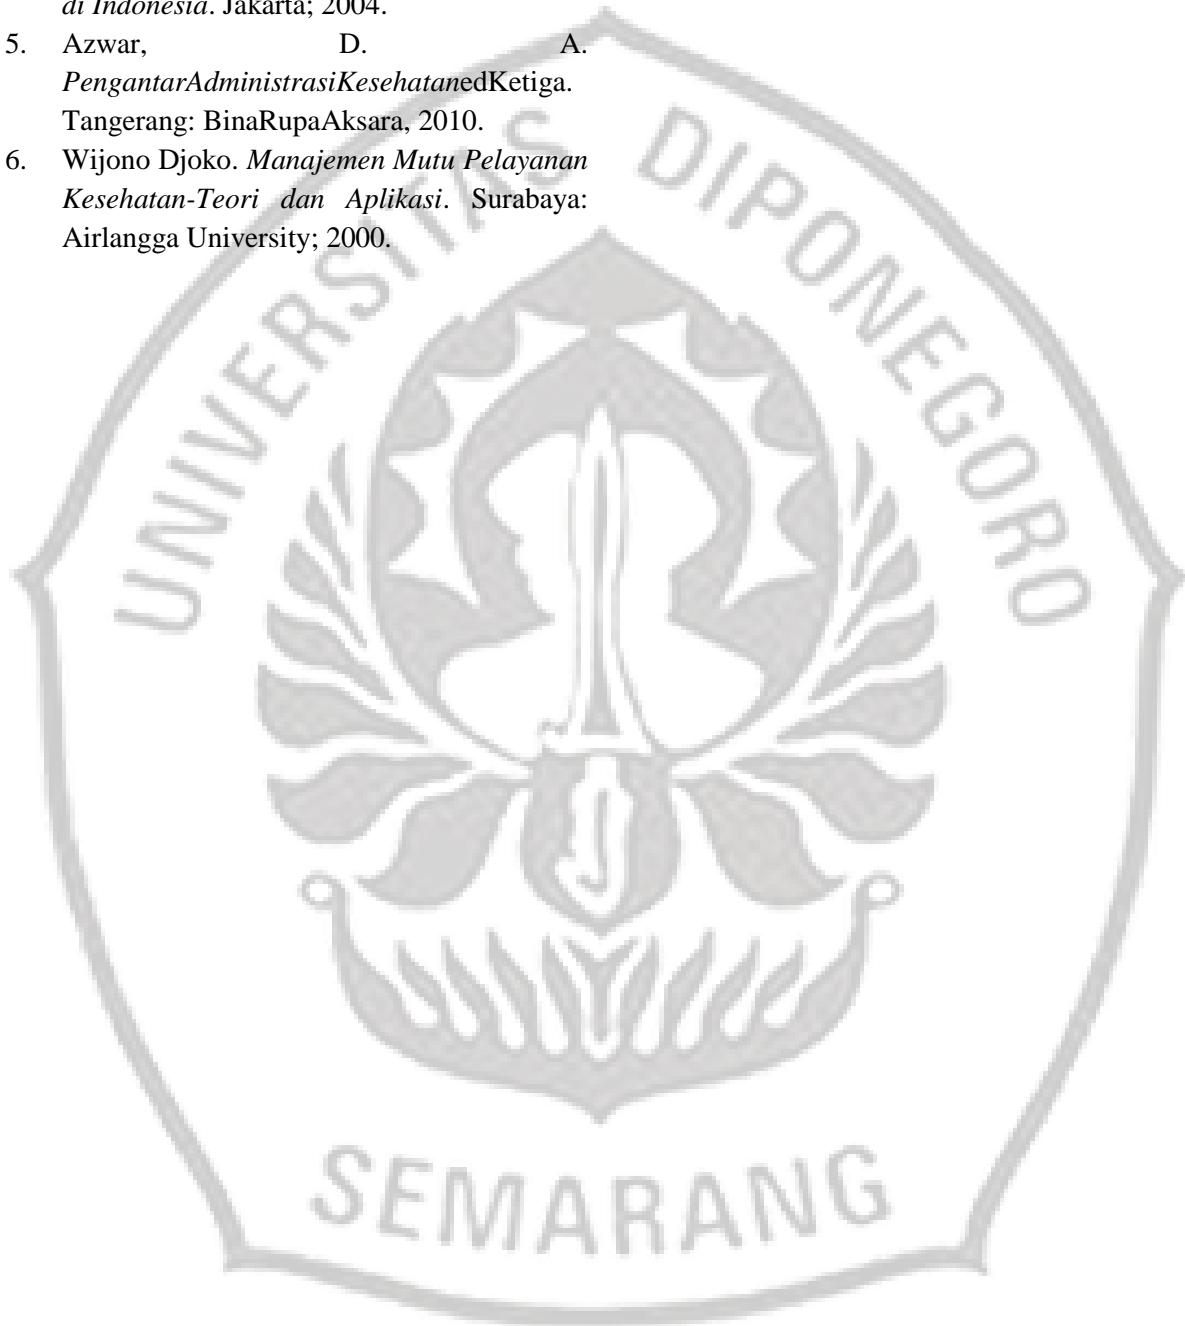 di Indonesia. Jakarta; 2004.
5. Azwar, D. A.
PengantarAdministrasiKesehatanedKetiga.
Tangerang: BinaRupaAksara, 2010.
6. Wijono Djoko. Manajemen Mutu Pelayanan
Kesehatan-Teori dan Aplikasi. Surabaya:
Airlangga University; 2000.
UNIVERSITAS DIPONEGORO
SEMARANG